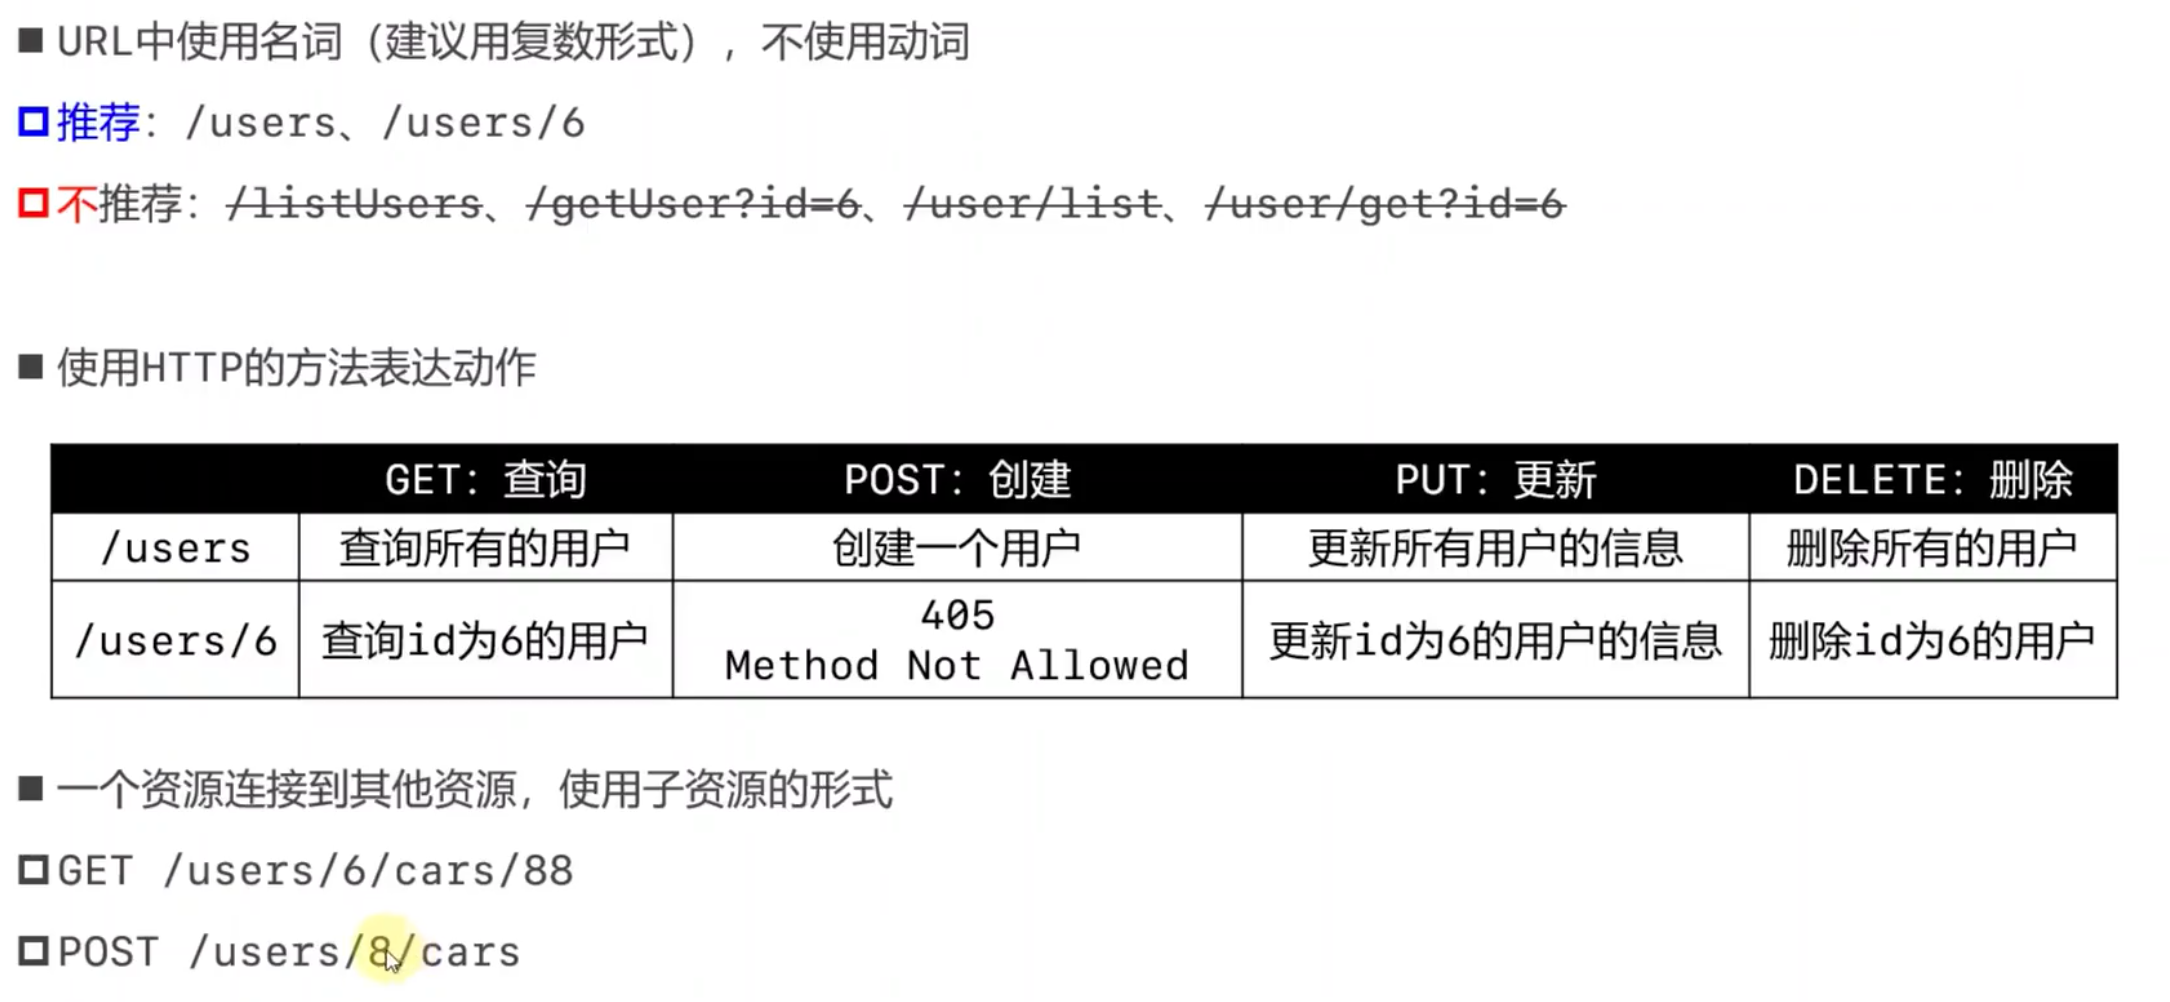 ■ URL中使用名词（建议用复数形式），不使用动词
推荐：/users、/users/6
不推荐：/listUsers、/getUser?id=6、/user/list、/user/get?id=6
■ 使用HTTP的方法表达动作
GET：查询 POST：创建 PUT：更新 DELETE：删除
/users 查询所有的用户 创建一个用户 更新所有用户的信息 删除所有的用户
/users/6 查询id为6的用户 405 Method Not Allowed 更新id为6的用户的信息 删除id为6的用户
■ 一个资源连接到其他资源，使用子资源的形式
GET /users/6/cars/88
POST /users/8/cars